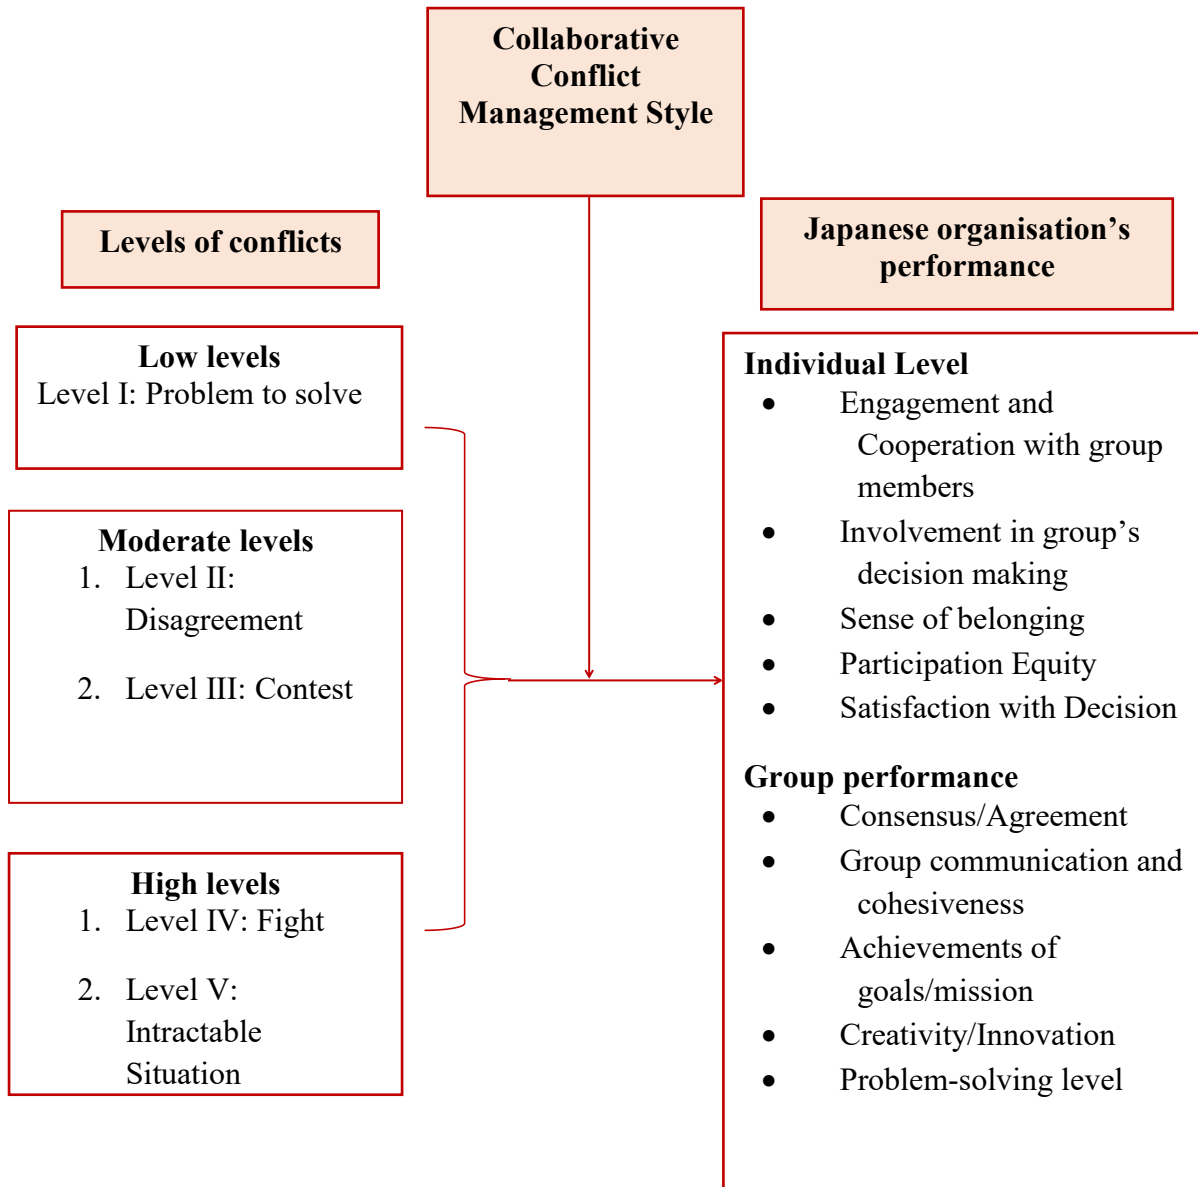 Collaborative
Conflict
Management Style
Levels of conflicts
Japanese organisation’s
performance
Low levels
Level I: Problem to solve
Moderate levels
1. Level II:
Disagreement
2. Level III: Contest
High levels
1. Level IV: Fight
2. Level V:
Intractable
Situation
Individual Level
• Engagement and
Cooperation with group
members
• Involvement in group’s
decision making
• Sense of belonging
• Participation Equity
• Satisfaction with Decision
Group performance
• Consensus/Agreement
• Group communication and
cohesiveness
• Achievements of
goals/mission
• Creativity/Innovation
• Problem-solving level